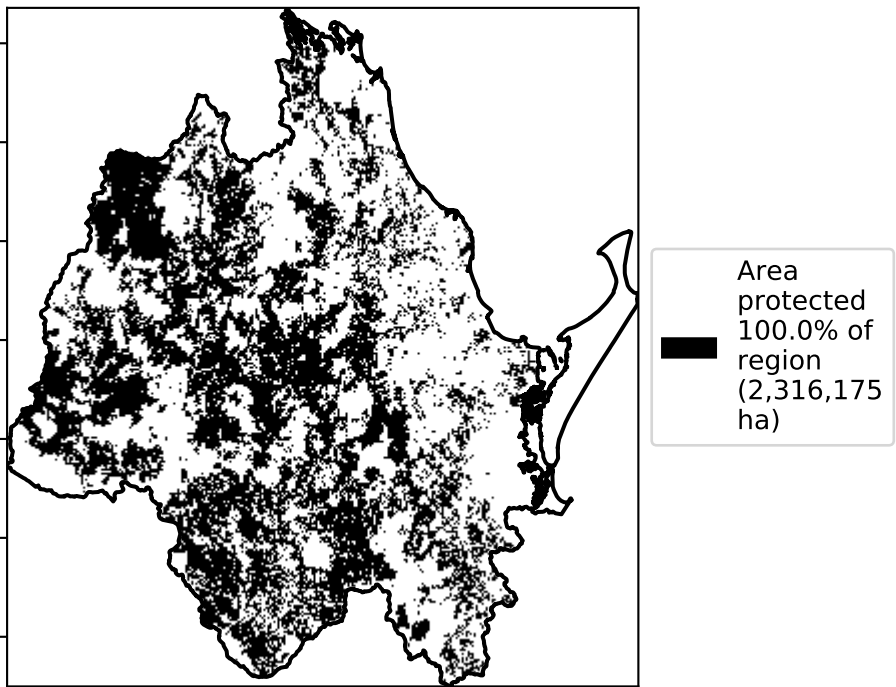 Area
protected
100.0% of
region
(2,316,175
ha)